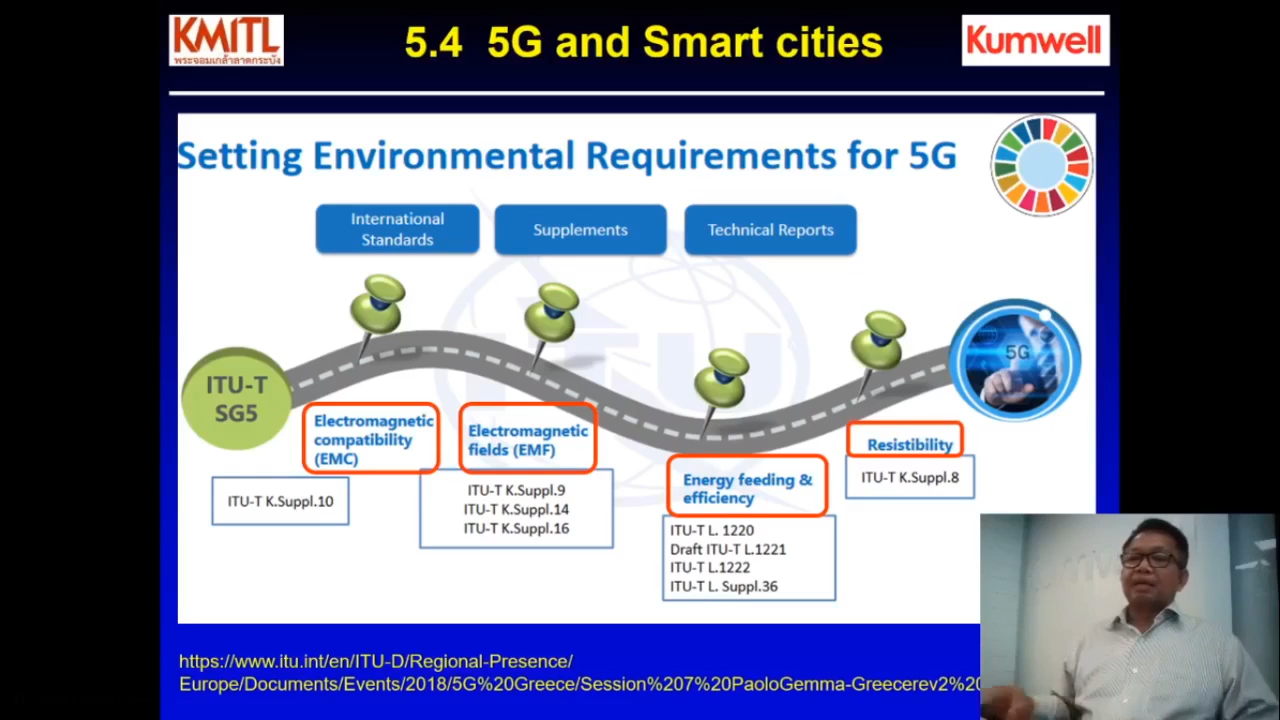 KMITL
พระจอมเกล้าลาดกระบัง
5.4 5G and Smart cities
Kumwell
Setting Environmental Requirements for 5G
International
Standards
Supplements
Technical Reports
ITU
5G
ITU-T
SG5
Electromagnetic
compatibility
(EMC)
ITU-T K.Suppl.10
Electromagnetic
fields (EMF)
ITU-T K.Suppl.9
ITU-T K.Suppl.14
ITU-T K.Suppl.16
Energy feeding &
efficiency
ITU-T L. 1220
Draft ITU-T L.1221
ITU-T L.1222
ITU-T L. Suppl.36
Resistibility
ITU-T K.Suppl.8
https://www.itu.int/en/ITU-D/Regional-Presence/
Europe/Documents/Events/2018/5G%20Greece/Session%207%20PaoloGemma-Greecerev2%20